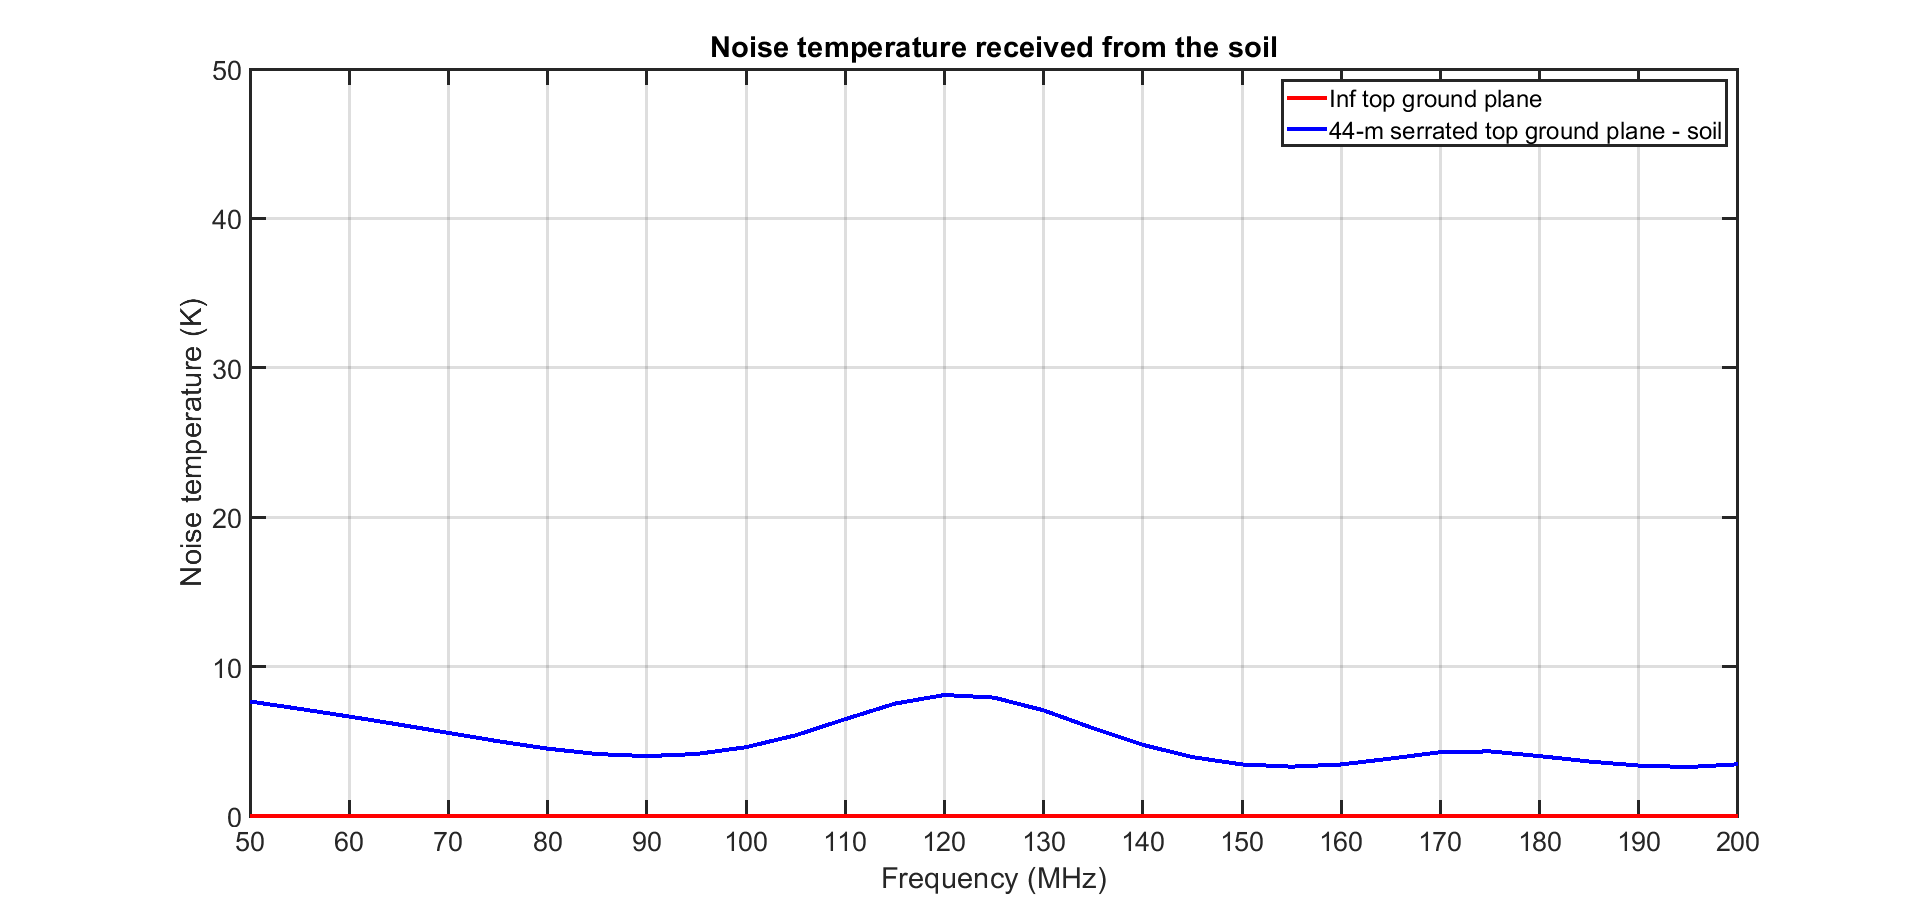 Noise temperature received from the soil
Inf top ground plane
44-m serrated top ground plane - soil
Noise temperature (K)
50
40
30
20
10
0
50 60 70 80 90 100 110 120 130 140 150 160 170 180 190 200
Frequency (MHz)